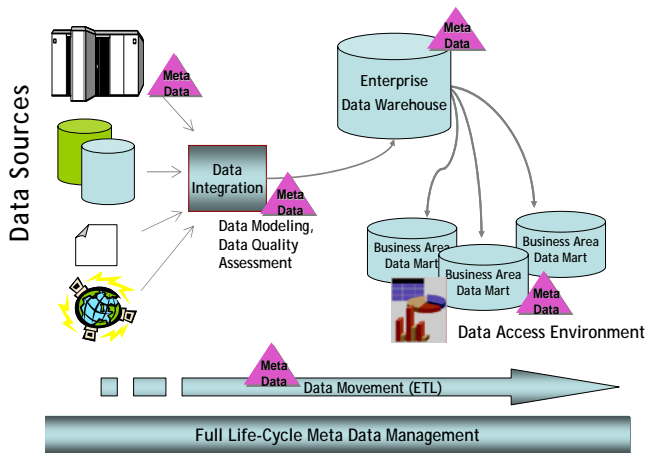 Data Sources
Meta
Data
Meta
Data
Enterprise
Data Warehouse
Data
Integration
Meta
Data
Data Modeling,
Data Quality
Assessment
Business Area
Data Mart
Business Area
Data Mart
Business Area
Data Mart
Meta
Data
Data Access Environment
Meta
Data
Data Movement (ETL)
Full Life-Cycle Meta Data Management